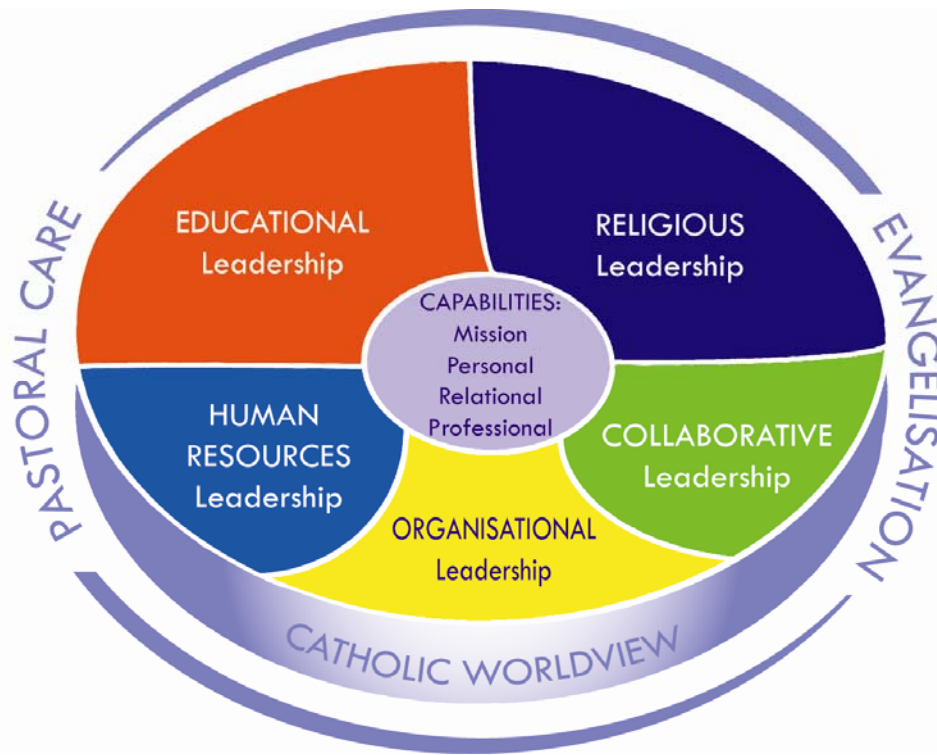 EDUCATIONAL
Leadership
RELIGIOUS
Leadership
CAPABILITIES:
Mission
Personal
Relational
Professional
HUMAN
RESOURCES
Leadership
COLLABORATIVE
Leadership
ORGANISATIONAL
Leadership
PASTORAL CARE
EVANGELISATION
CATHOLIC WORLDVIEW